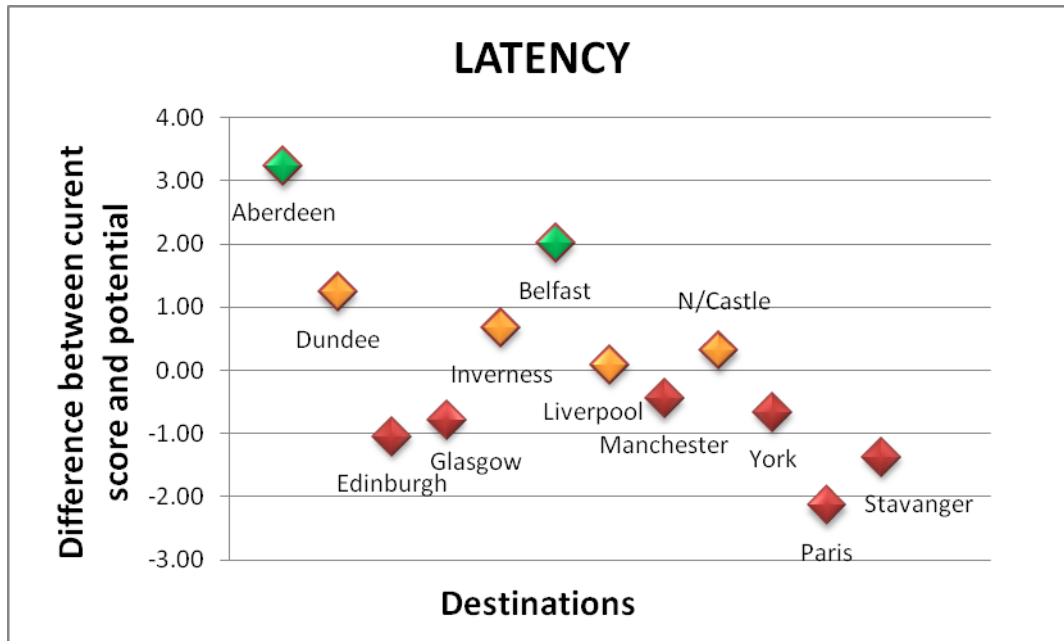 LATENCY
Difference between curent
score and potential
4.00
3.00
2.00
1.00
0.00
-1.00
-2.00
-3.00
Aberdeen
Dundee
Edinburgh
Glasgow
Inverness
Belfast
Liverpool
Manchester
N/Castle
York
Paris
Stavanger
Destinations